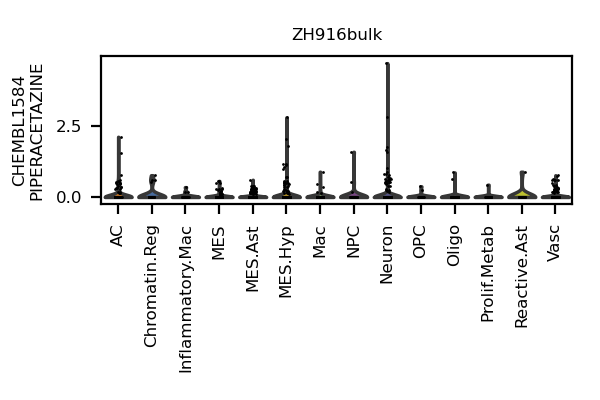 ZH916bulk
CHEMBL1584
PIPERACETAZINE
2.5
0.0
AC
Chromatin.Reg
Inflammatory.Mac
MES
MES.Ast
MES.Hyp
Mac
NPC
Neuron
OPC
Oligo
Prolif.Metab
Reactive.Ast
Vasc